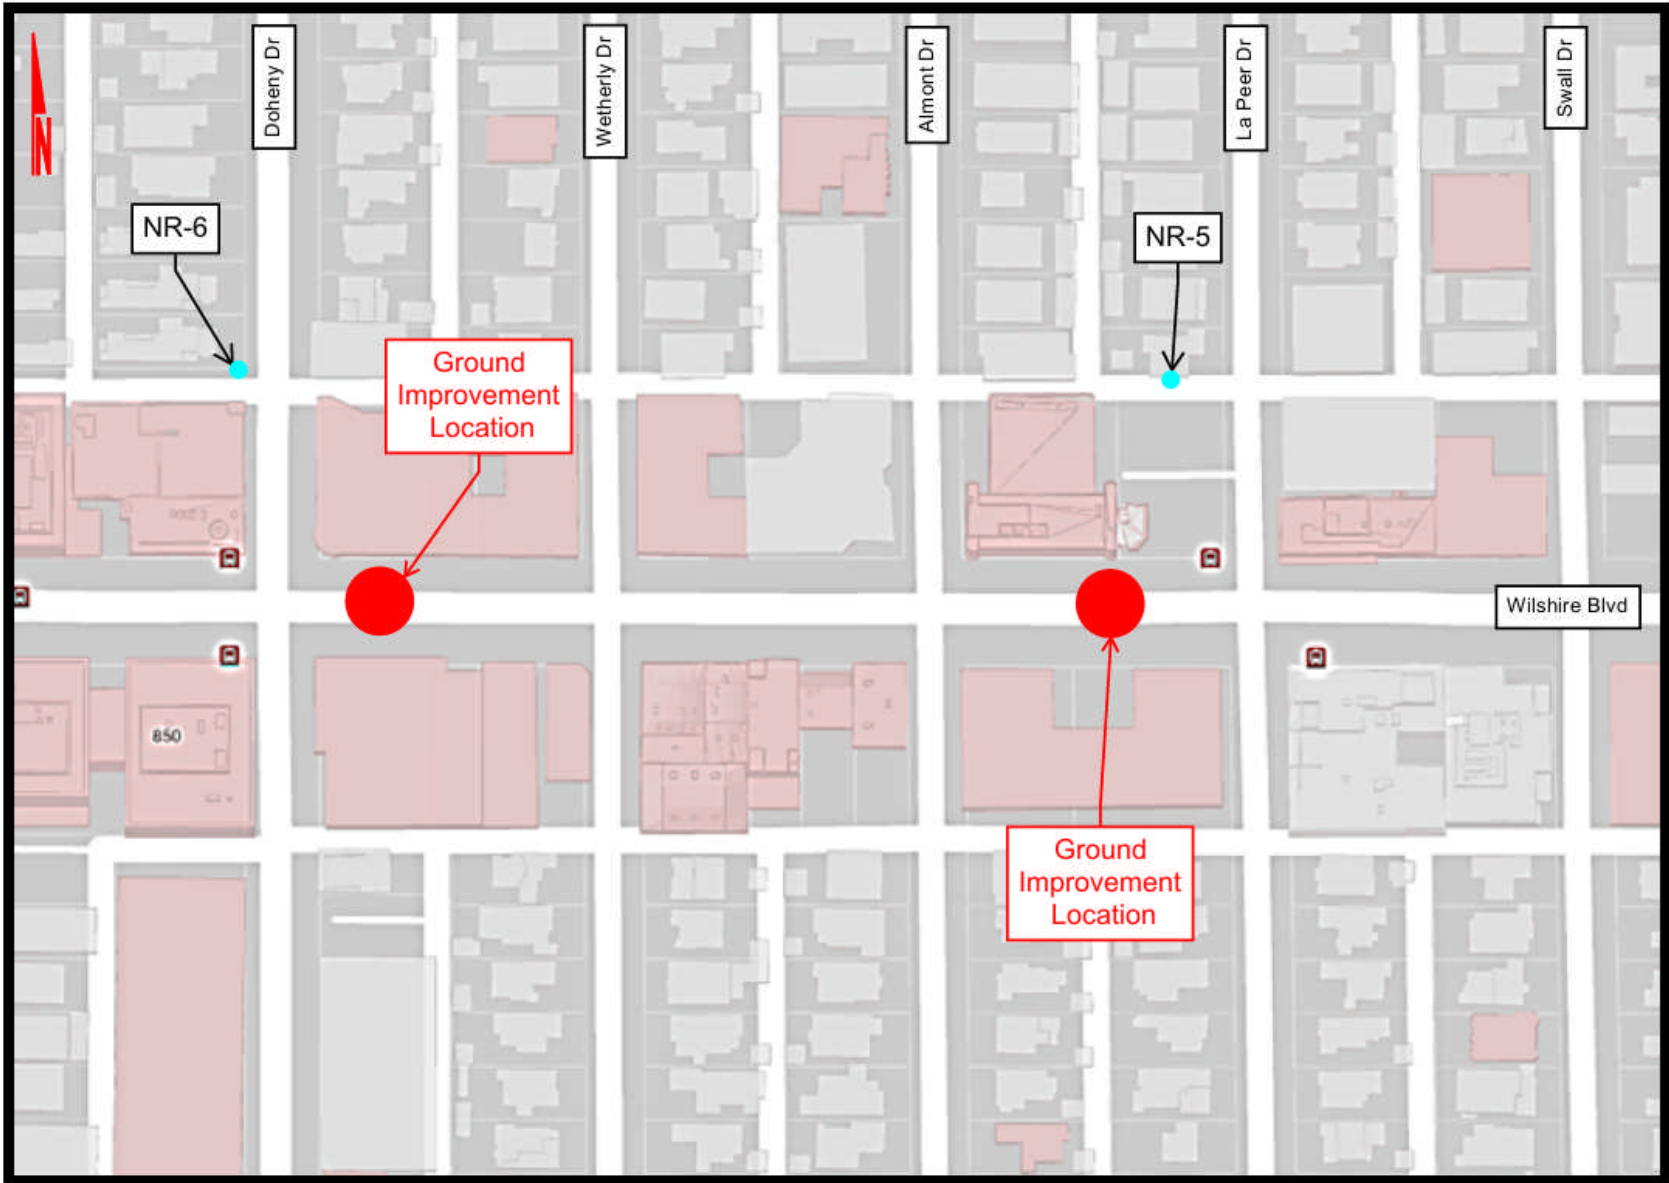 Doheny Dr
Wetherly Dr
Almont Dr
La Peer Dr
Swall Dr
N
NR-6
NR-5
Ground
Improvement
Location
Wilshire Blvd
850
Ground
Improvement
Location